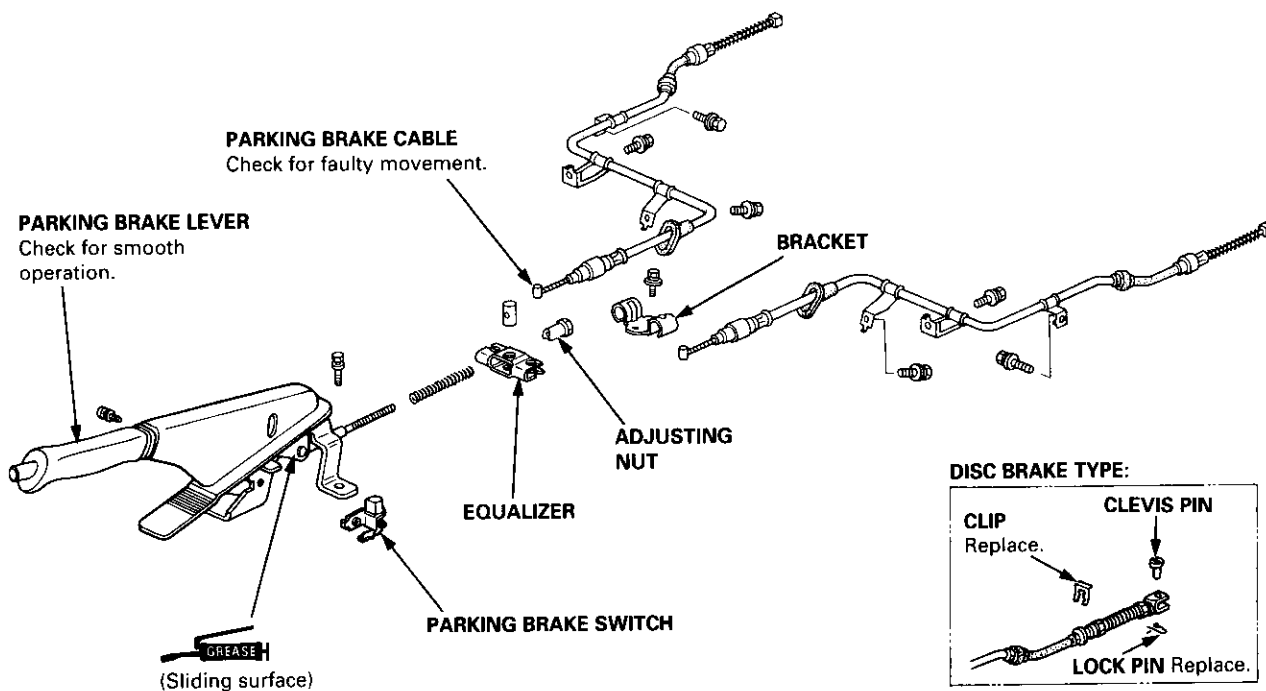 PARKING BRAKE CABLE
Check for faulty movement.
PARKING BRAKE LEVER
Check for smooth
operation.
BRACKET
ADJUSTING
NUT
EQUALIZER
PARKING BRAKE SWITCH
GREASE
(Sliding surface)
DISC BRAKE TYPE:
CLIP
Replace.
CLEVIS PIN
LOCK PIN Replace.